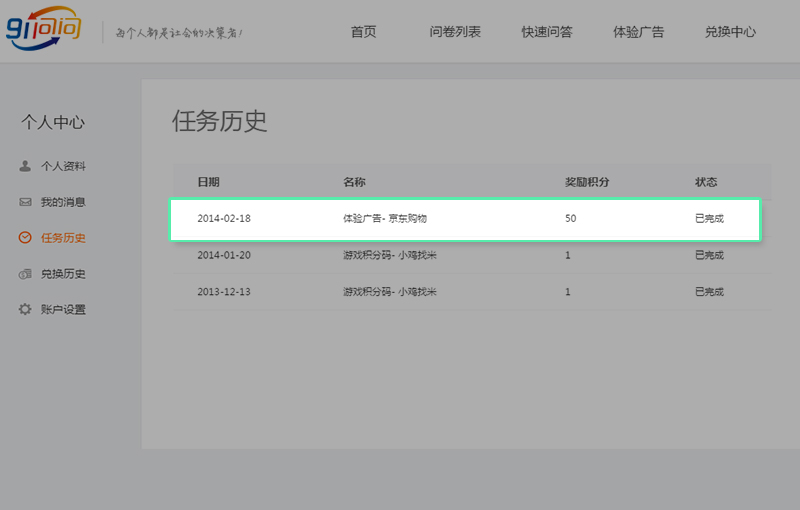 91问问
每个人都是社会的决策者!
首页
问卷列表
快速问答
体验广告
兑换中心
个人中心
个人资料
我的消息
任务历史
兑换历史
账户设置
任务历史
日期 名称 奖励积分 状态
2014-02-18 体验广告- 京东购物 50 已完成
2014-01-20 游戏积分码- 小鸡找米 1 已完成
2013-12-13 游戏积分码- 小鸡找米 1 已完成